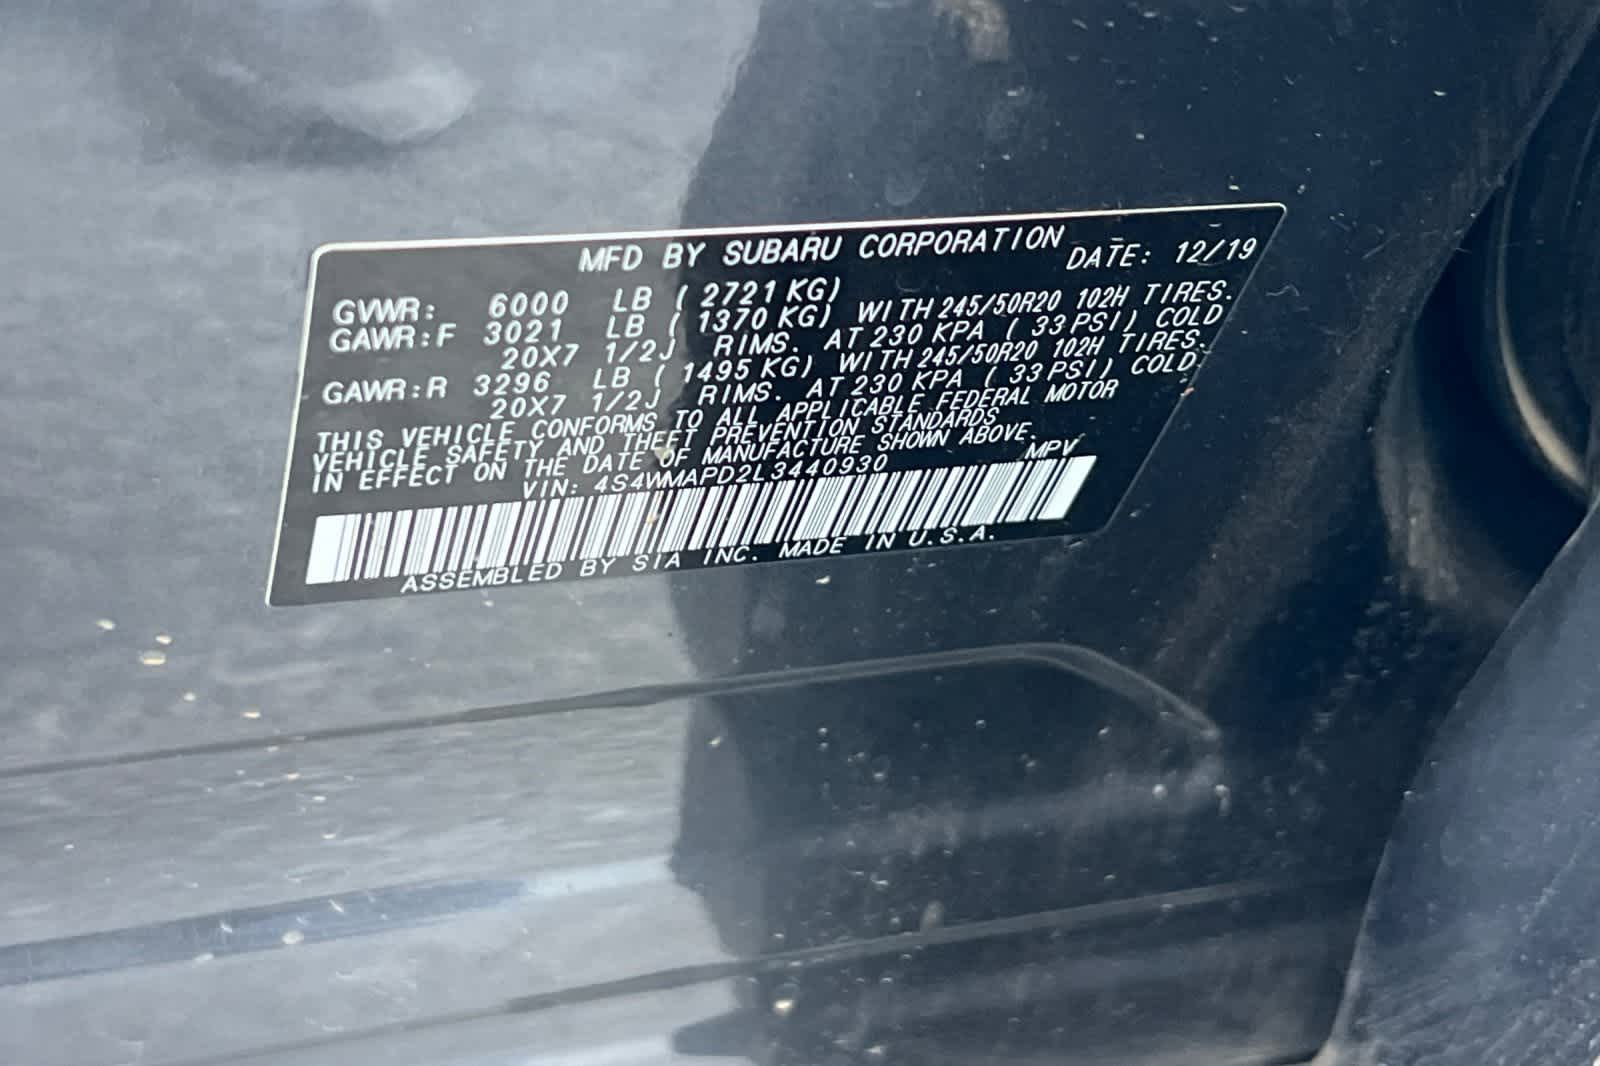 MFD BY SUBARU CORPORATION DATE: 12/19
GVWR: 6000 LB ( 2721 KG)
GAWR:F 3021 LB ( 1370 KG) WITH 245/50R20 102H TIRES.
20X7 1/2J RIMS. AT 230 KPA ( 33 PSI) COLD
GAWR:R 3296 LB ( 1495 KG) WITH 245/50R20 102H TIRES.
20X7 1/2J RIMS. AT 230 KPA ( 33 PSI) COLD
THIS VEHICLE CONFORMS TO ALL APPLICABLE FEDERAL MOTOR
VEHICLE SAFETY AND THEFT PREVENTION STANDARDS
IN EFFECT ON THE DATE OF MANUFACTURE SHOWN ABOVE.
VIN: 4S4WMAPD2L3440930 MPV
ASSEMBLED BY SIA INC. MADE IN U.S.A.